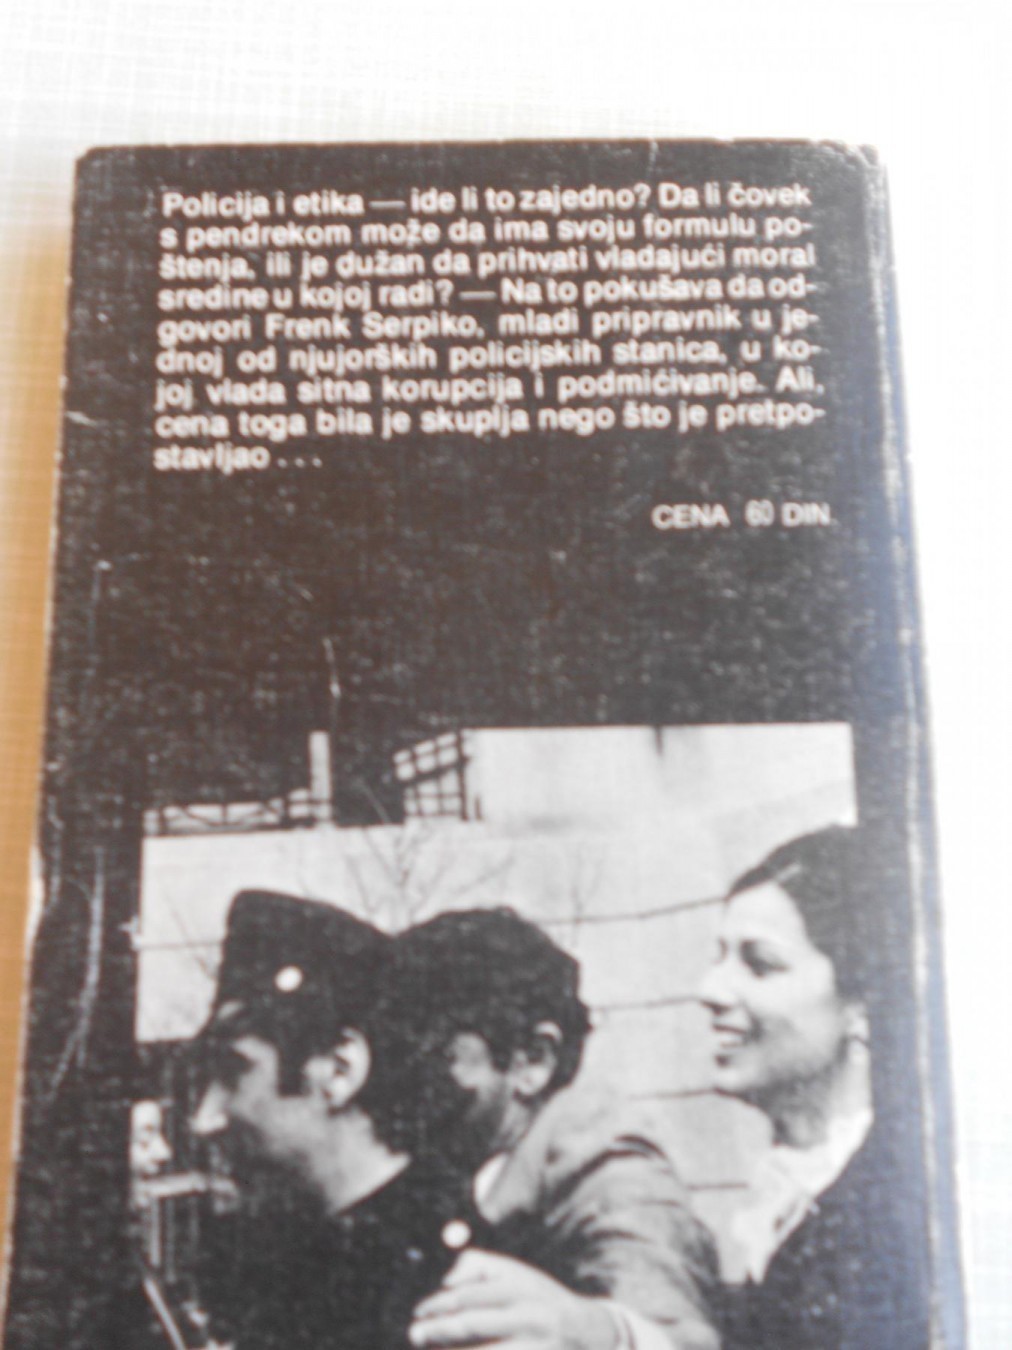 Policija i etika — ide li to zajedno? Da li čovek
s pendrekom može da ima svoju formulu po-
štenja, ili je dužan da prihvati vladajući moral
sredine u kojoj radi? — Na to pokušava da od-
govori Frenk Serpiko, mladi pripravnik u je-
dnoj od njujorških policijskih stanica, u ko-
joj vlada sitna korupcija i podmićivanje. Ali,
cena toga bila je skuplja nego što je pretpo-
stavljao . . .
CENA 60 DIN.